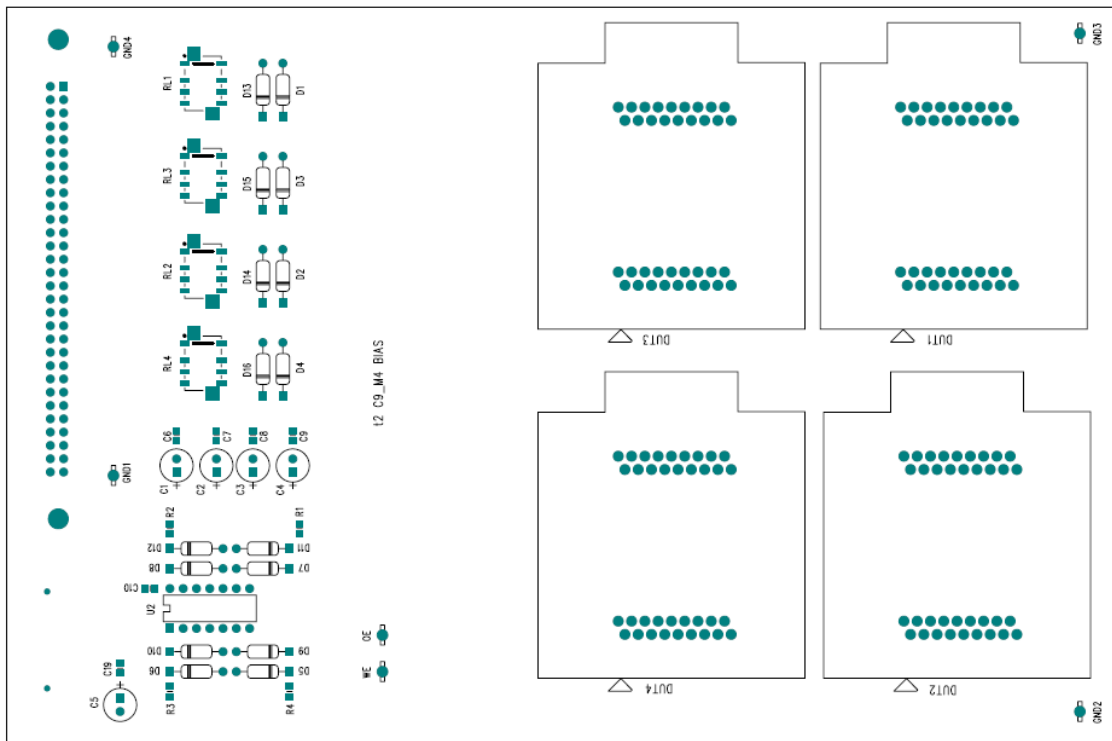 GND4
GND3
RL1
D13
D1
RL3
D15
D3
RL2
D14
D2
DUT3
DUT1
RL4
D16
D4
t2 C9_M4 BIAS
C6
C7
C8
C9
GND1
C1
C2
C3
C4
R2
R1
D12
D11
D8
D7
C10
U2
OE
D10
D9
WE
C19
D6
D5
C5
R3
R4
DUT4
DUT2
GND2